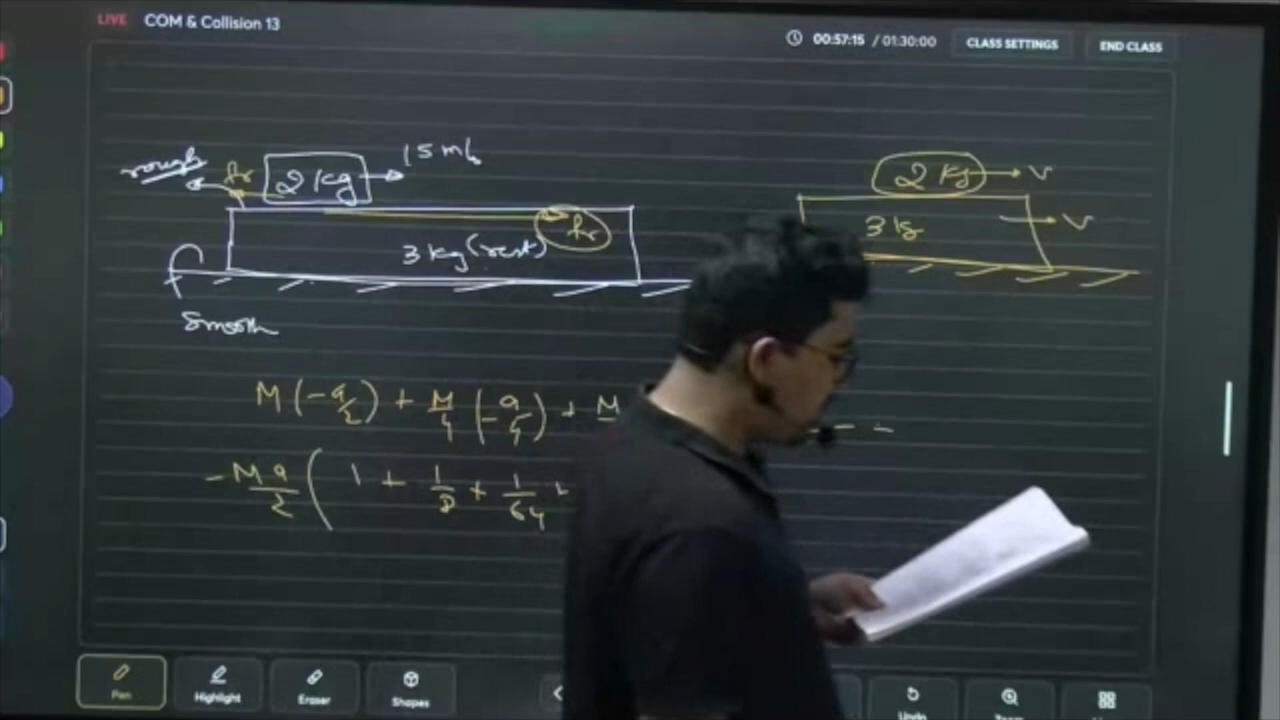 LIVE COM & Collision 13
00:57:15 / 01:30:00 CLASS SETTINGS END CLASS
rough fr 2 kg 15 m/s
2 kg v
3 kg (rest) fr
3 kg v
Smooth
M(-a/2) + M/4 (-a/4) + M - -
-Ma/2 ( 1 + 1/8 + 1/64 +
Pen Highlight Eraser Shapes Undo